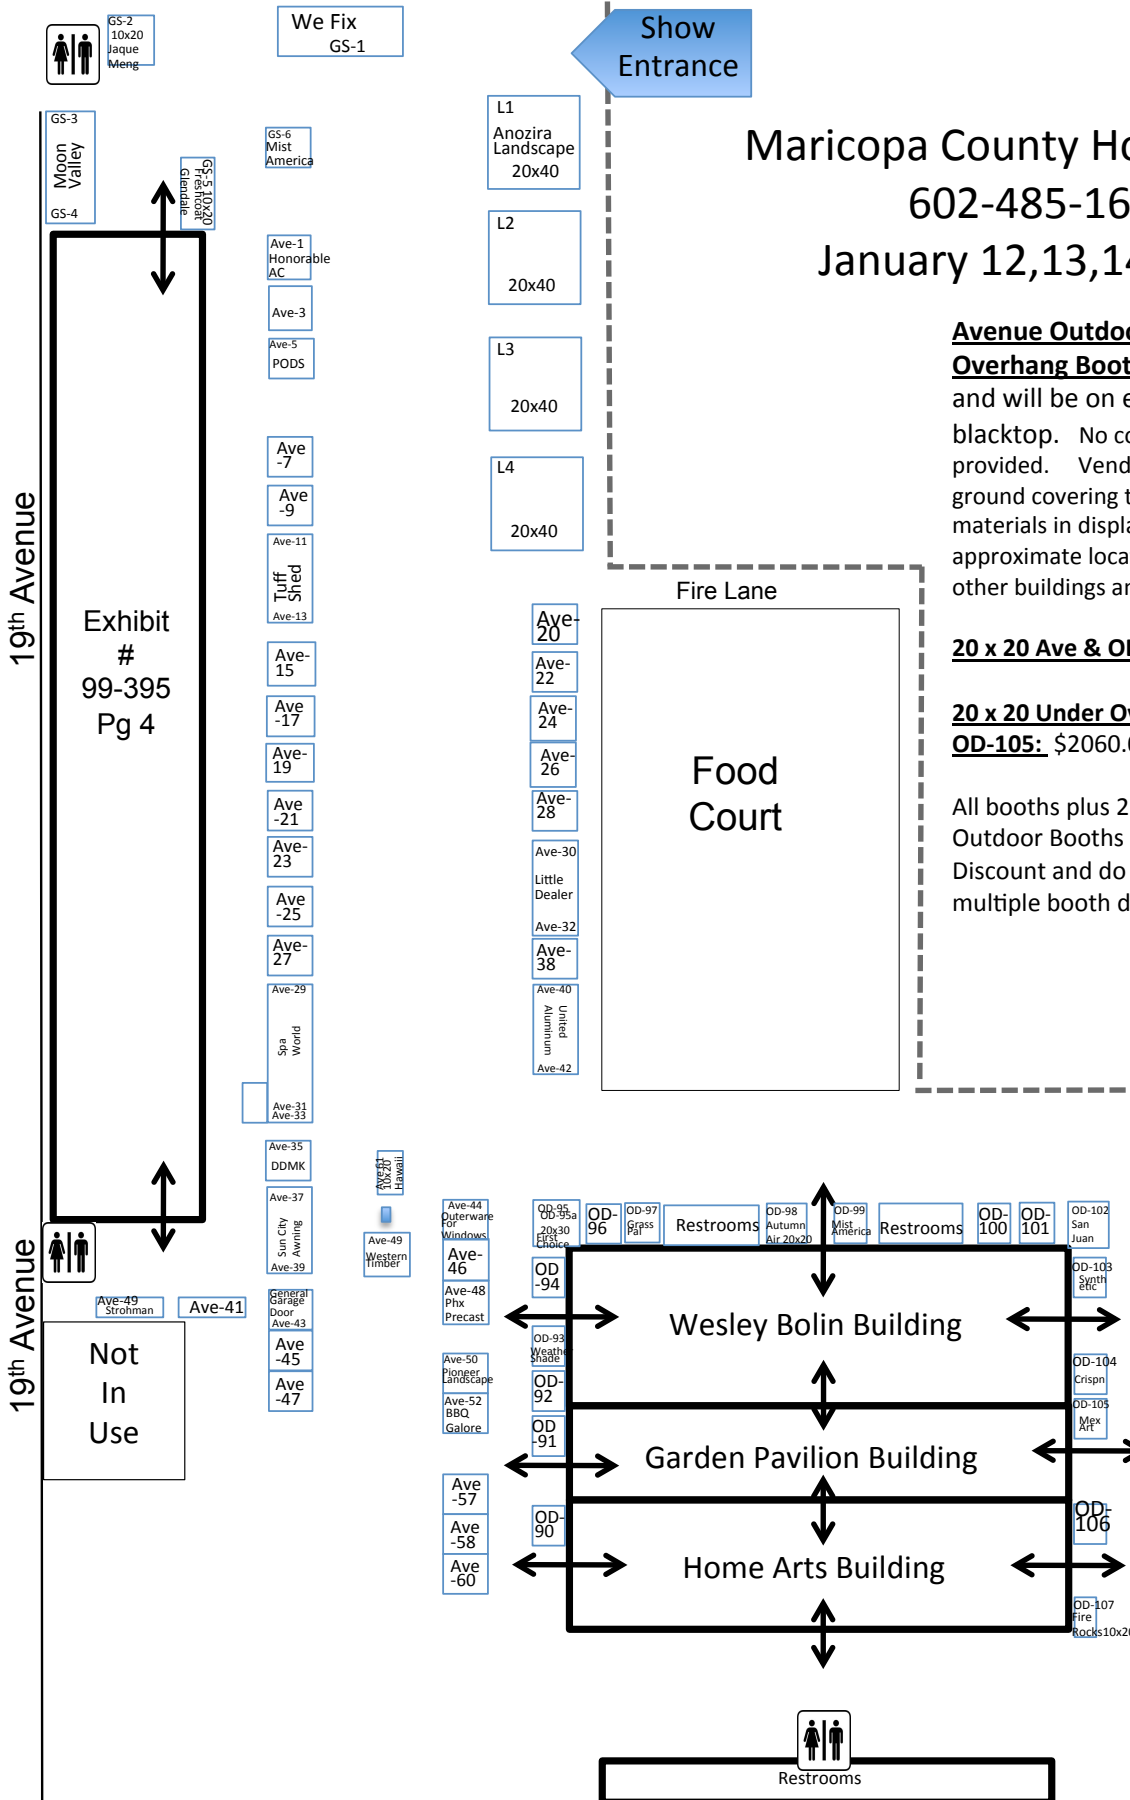 GS-2
10x20
Jaque
Meng
We Fix
GS-1
Show
Entrance
GS-3
Moon
Valley
GS-4
GS-5 10x20
Freshcoat
Glendale
GS-6
Mist
America
L1
Anozira
Landscape
20x40
L2
20x40
L3
20x40
L4
20x40
Maricopa County Ho
602-485-16
January 12,13,14
Avenue Outdoo
Overhang Boot
and will be on e
blacktop. No co
provided. Vend
ground covering t
materials in displa
approximate loca
other buildings an
20 x 20 Ave & O
20 x 20 Under Ov
OD-105: $2060.0
All booths plus 2
Outdoor Booths
Discount and do
multiple booth d
19th Avenue
Exhibit
#
99-395
Pg 4
19th Avenue
Ave-1
Honorable
AC
Ave-3
Ave-5
PODS
Ave
-7
Ave
-9
Ave-11
Tuff
Shed
Ave-13
Ave-
15
Ave
-17
Ave-
19
Ave
-21
Ave-
23
Ave
-25
Ave-
27
Ave-29
Spa
World
Ave-31
Ave-33
Ave-35
DDMK
Ave-37
Sun City
Awning
Ave-39
General
Garage
Door
Ave-43
Ave
-45
Ave
-47
Ave-49
Strohman
Ave-41
Not
In
Use
Fire Lane
Food
Court
Ave-
20
Ave-
22
Ave-
24
Ave-
26
Ave-
28
Ave-30
Little
Dealer
Ave-32
Ave-
38
Ave-40
United
Aluminum
Ave-42
Ave-61
10x20
Hawaii
Ave-49
Western
Timber
Ave-44
Outerware
For
Windows
Ave-
46
Ave-48
Phx
Precast
Ave-50
Pioneer
Landscape
Ave-52
BBQ
Galore
Ave
-57
Ave
-58
Ave
-60
OD-95
OD-95a
20x30
First
Choice
OD-
96
OD-97
Grass
Pal
Restrooms
OD-98
Autumn
Air 20x20
OD-99
Mist
America
Restrooms
OD-
100
OD-
101
OD-102
San
Juan
OD
-94
OD-93
Weather
Shade
OD-
92
OD
-91
OD-
90
OD-103
Synth
etic
OD-104
Crispn
OD-105
Mex
Art
OD-
106
OD-107
Fire
Rocks10x20
Wesley Bolin Building
Garden Pavilion Building
Home Arts Building
Restrooms